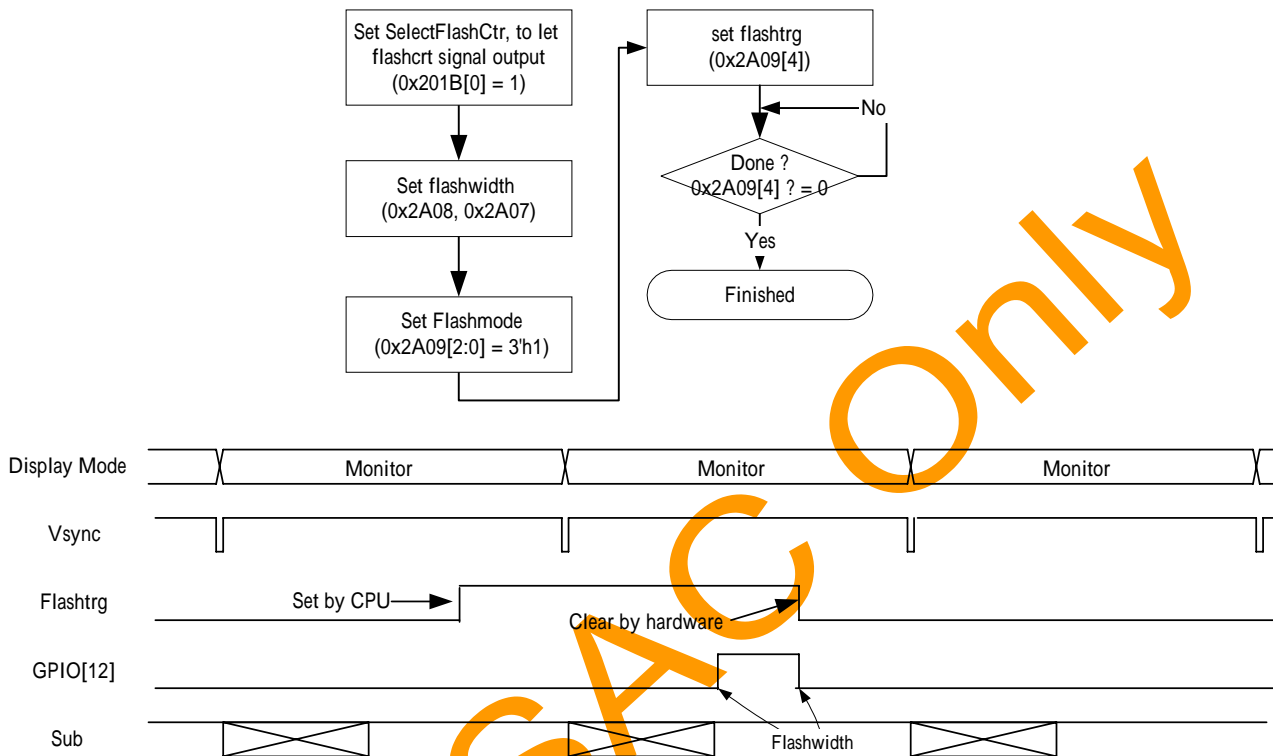 Set SelectFlashCtr, to let
flashcrt signal output
(0x201B[0] = 1)
Set flashwidth
(0x2A08, 0x2A07)
Set Flashmode
(0x2A09[2:0] = 3'h1)
set flashtrg
(0x2A09[4])
No
Done ?
0x2A09[4] ? = 0
Yes
Finished
Display Mode
Monitor
Monitor
Monitor
Vsync
Flashtrg
Set by CPU
Clear by hardware
GPIO[12]
Flashwidth
Sub
SAC Only